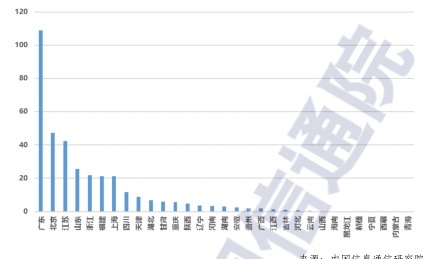 120
100
80
60
40
20
0
广东
北京
江苏
山东
浙江
福建
上海
四川
天津
湖北
甘肃
重庆
陕西
辽宁
河南
湖南
安徽
贵州
广西
江西
吉林
河北
云南
山西
海南
黑龙江
新疆
宁夏
西藏
内蒙古
青海
国信通院
来源：中国信息通信研究院